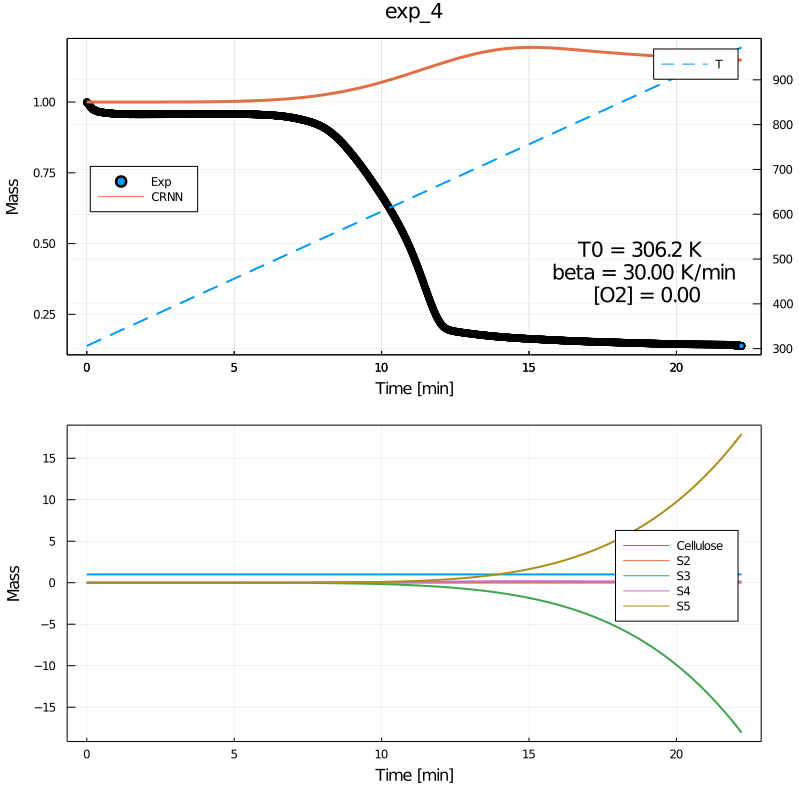 exp_4
T
1.00
0.75
0.50
0.25
Mass
900
800
700
600
500
400
300
Exp
CRNN
T0 = 306.2 K
beta = 30.00 K/min
[O2] = 0.00
0 5 10 15 20
Time [min]
15
10
5
0
−5
−10
−15
Mass
Cellulose
S2
S3
S4
S5
0 5 10 15 20
Time [min]